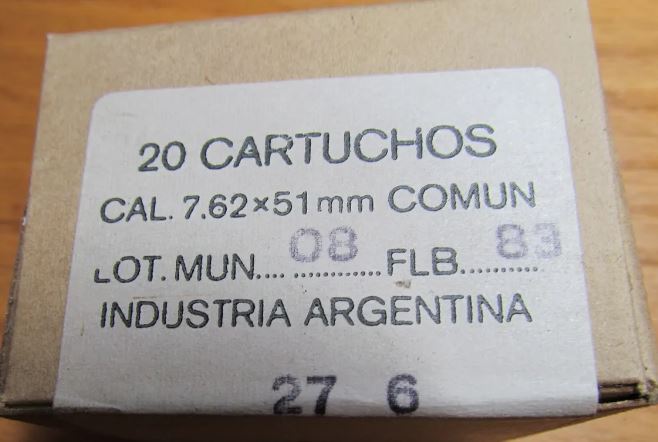 20 CARTUCHOS
CAL. 7.62×51mm COMUN
LOT. MUN.... 08 ............ FLB. 83 ...........
INDUSTRIA ARGENTINA
27 6